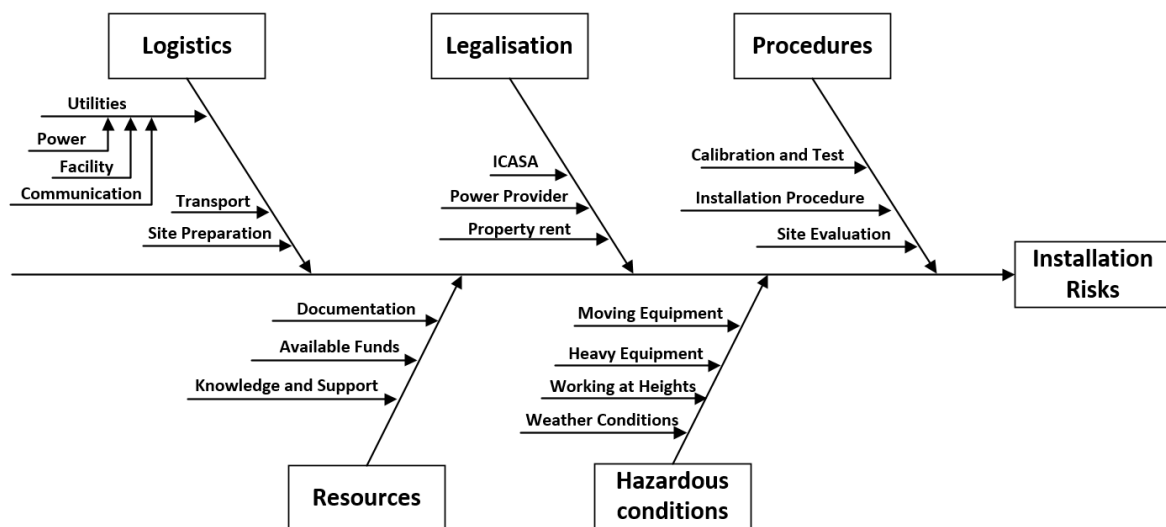 Logistics
Legalisation
Procedures
Utilities
Power
Facility
Communication
Transport
Site Preparation
ICASA
Power Provider
Property rent
Calibration and Test
Installation Procedure
Site Evaluation
Installation
Risks
Documentation
Available Funds
Knowledge and Support
Moving Equipment
Heavy Equipment
Working at Heights
Weather Conditions
Resources
Hazardous
conditions